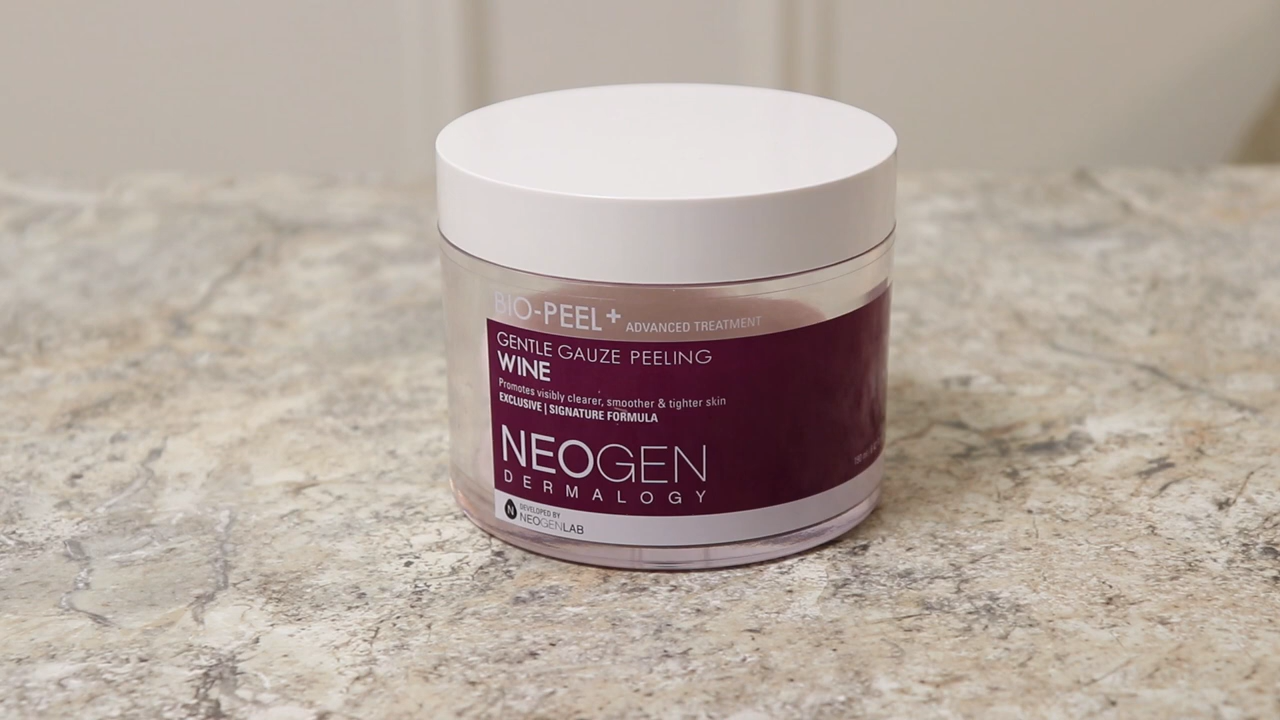 BIO-PEEL+ ADVANCED TREATMENT
GENTLE GAUZE PEELING
WINE
Promotes visibly clearer, smoother & tighter skin
EXCLUSIVE | SIGNATURE FORMULA
NEOGEN
DERMALOGY
N DEVELOPED BY
NEOGENLAB